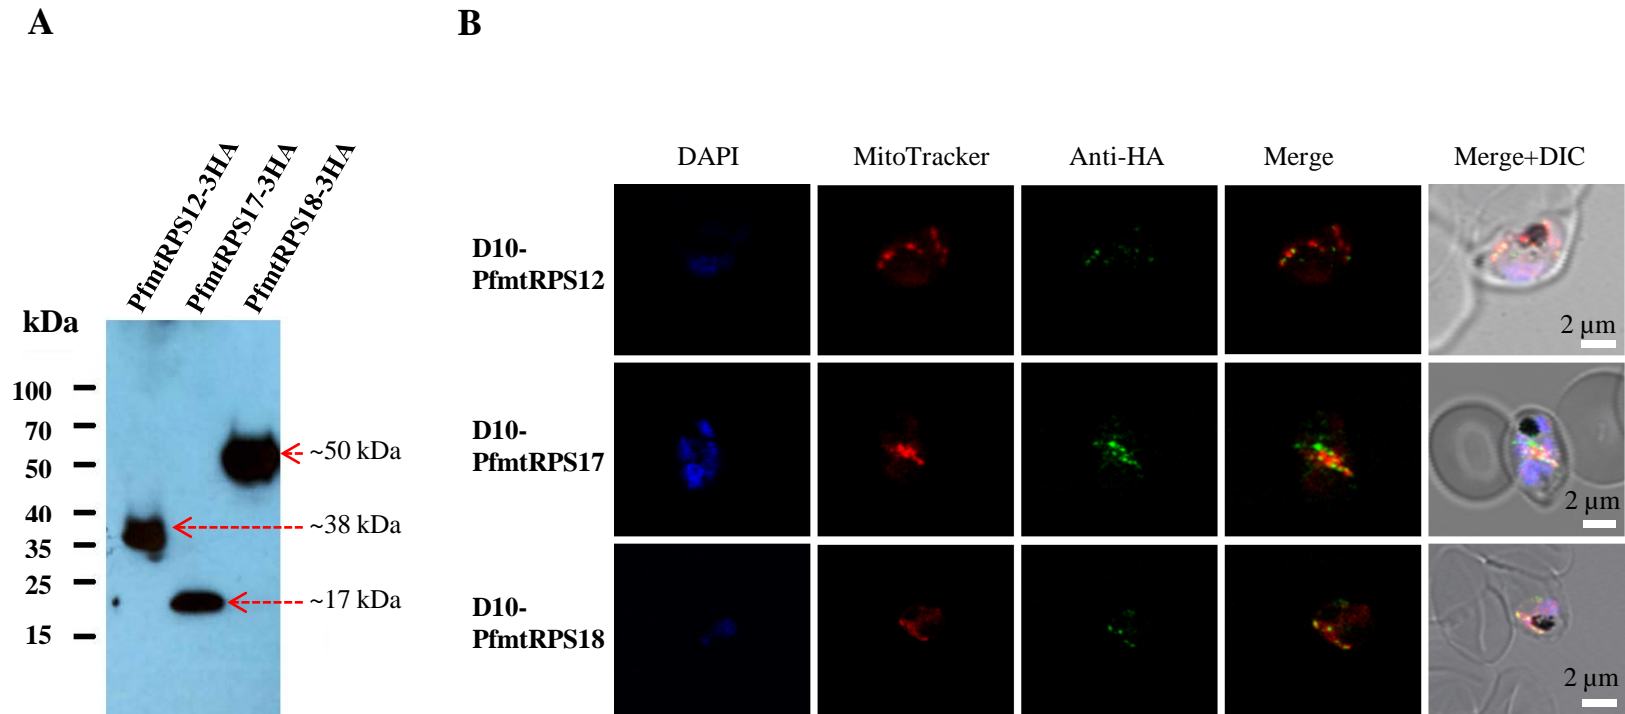 A
B
PfmtRPS12-3HA
PfmtRPS17-3HA
PfmtRPS18-3HA
kDa
100
70
50
40
35
25
15
~50 kDa
~38 kDa
~17 kDa
DAPI
MitoTracker
Anti-HA
Merge
Merge+DIC
D10-
PfmtRPS12
2 µm
D10-
PfmtRPS17
2 µm
D10-
PfmtRPS18
2 µm